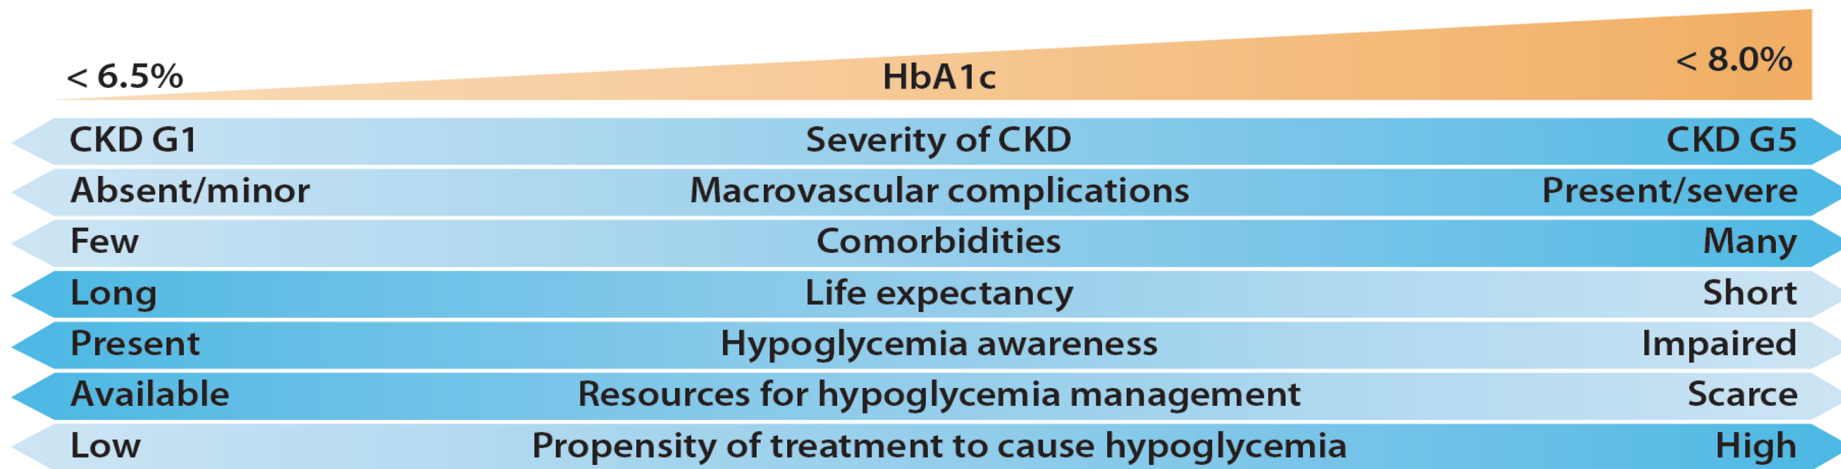 < 6.5% HbA1c < 8.0%
CKD G1 Severity of CKD CKD G5
Absent/minor Macrovascular complications Present/severe
Few Comorbidities Many
Long Life expectancy Short
Present Hypoglycemia awareness Impaired
Available Resources for hypoglycemia management Scarce
Low Propensity of treatment to cause hypoglycemia High